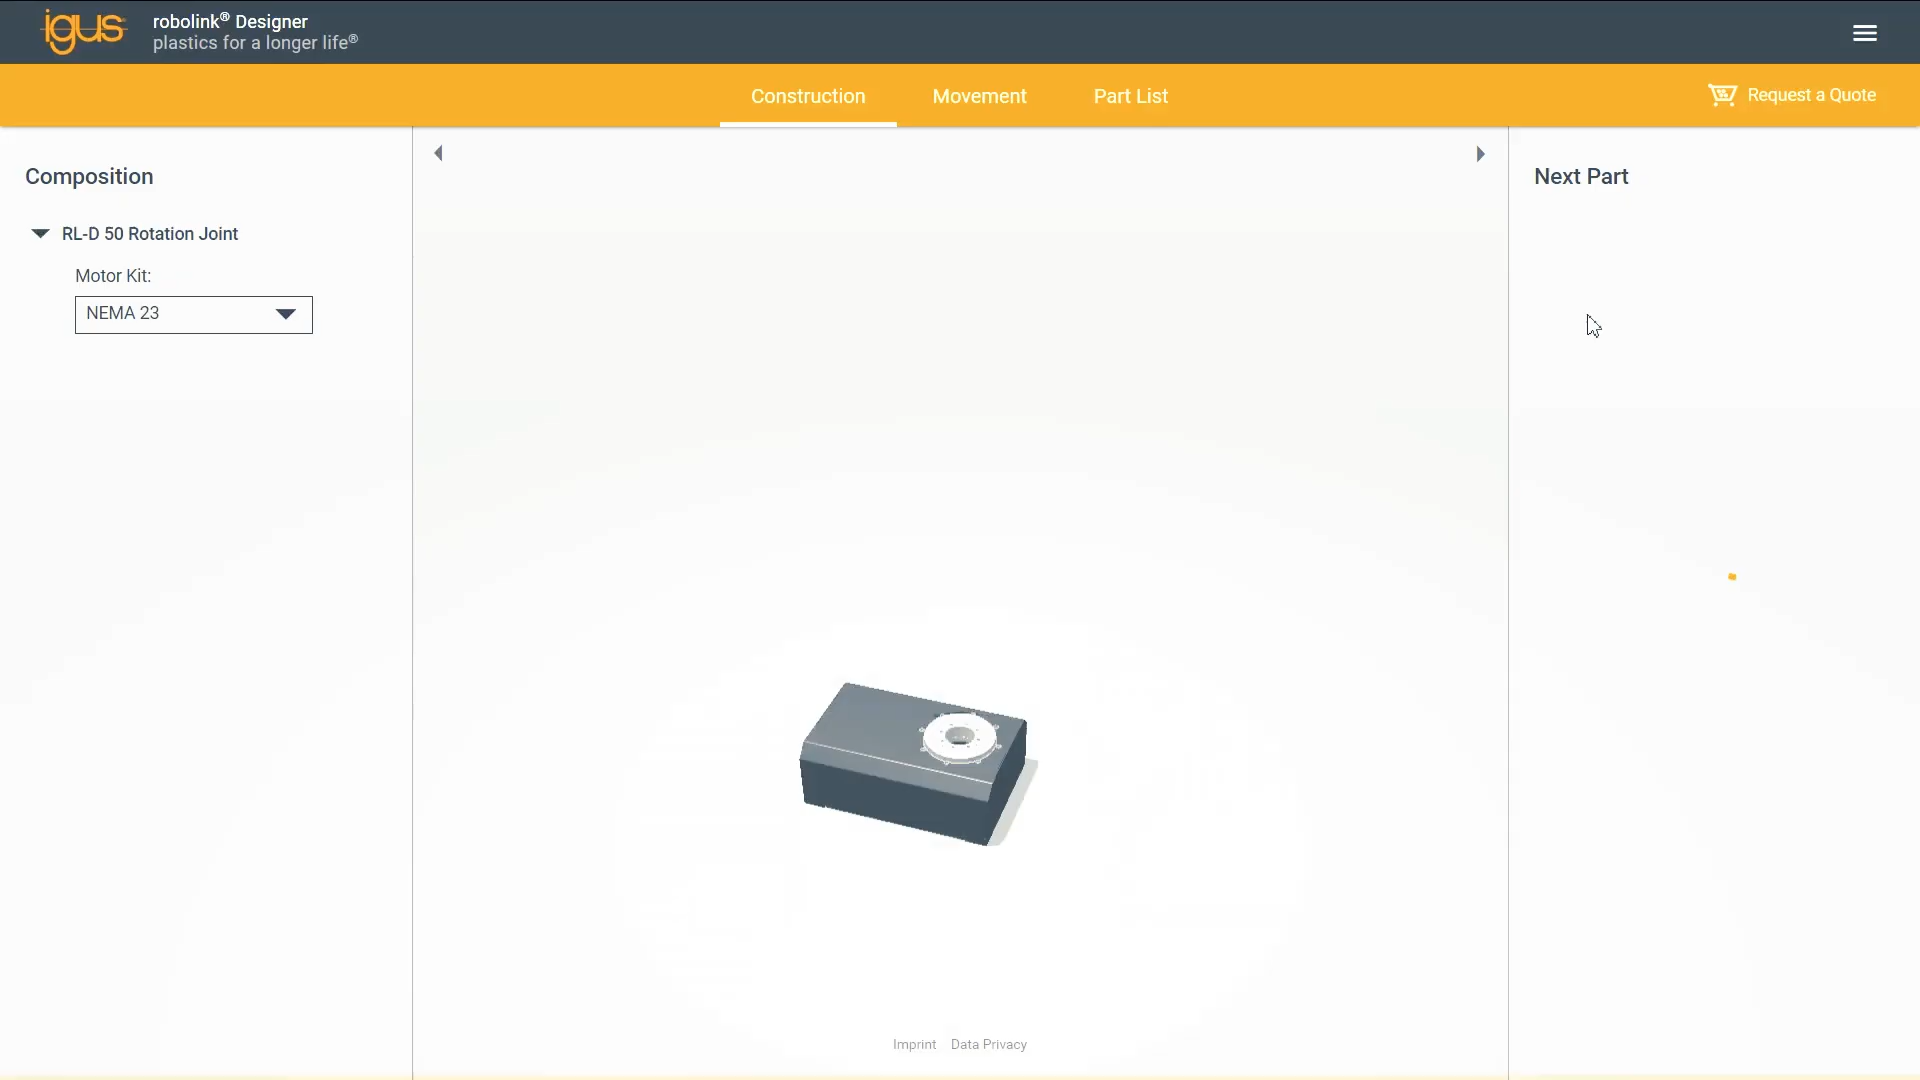 igus
robolink® Designer
plastics for a longer life®
Construction
Movement
Part List
Request a Quote
Composition
RL-D 50 Rotation Joint
Motor Kit:
NEMA 23
Next Part
Imprint
Data Privacy